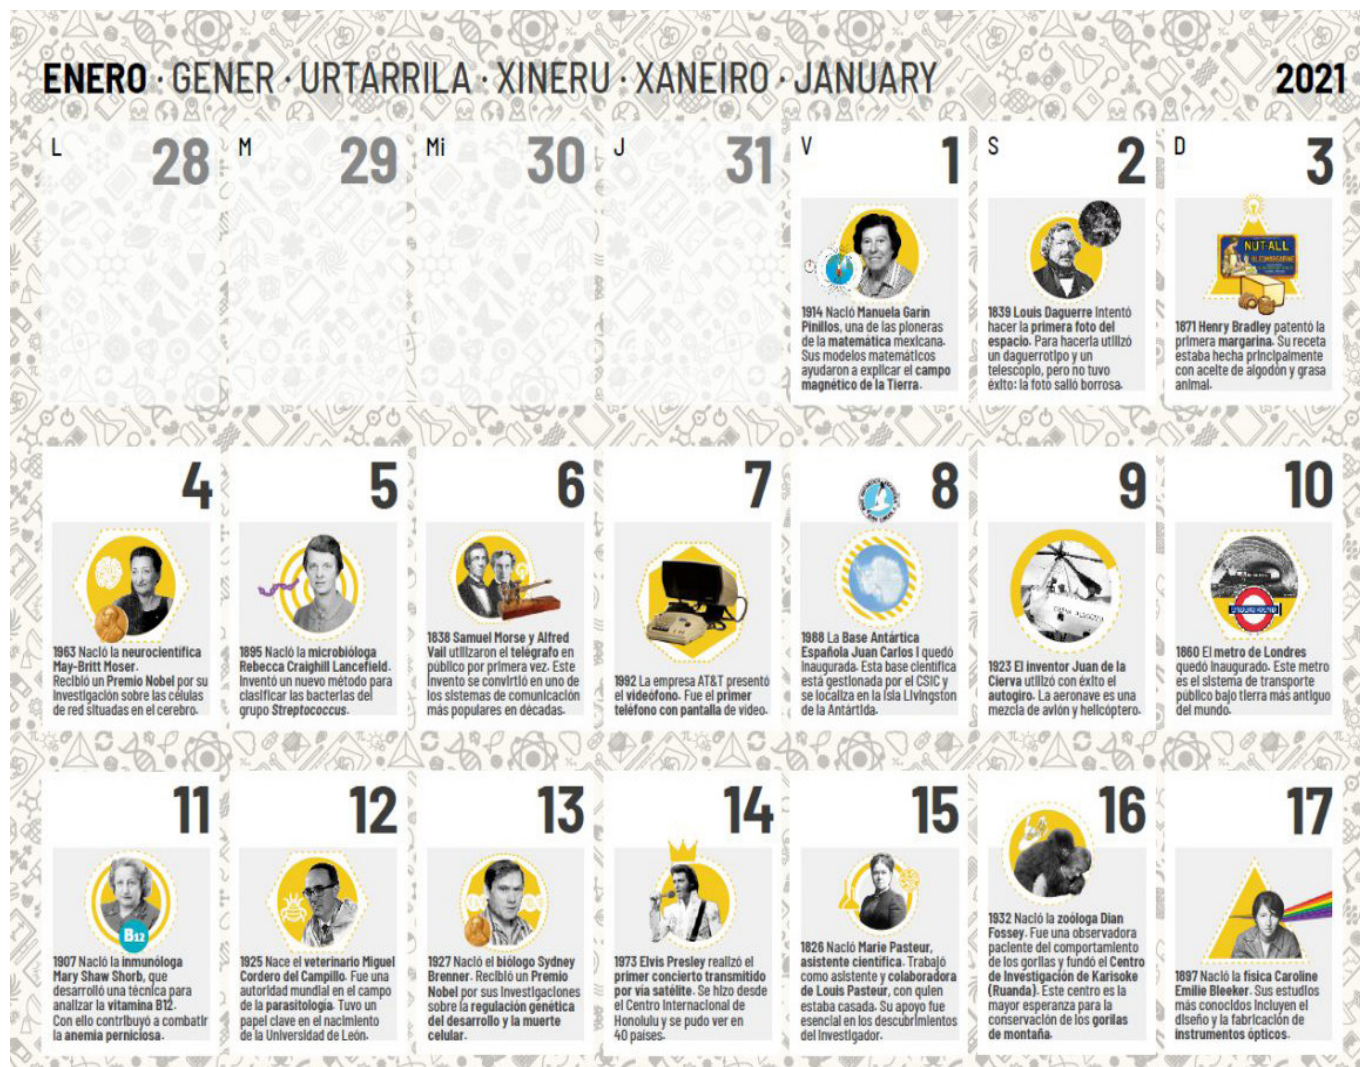 ENERO · GENER · URTARRILA · XINERU · XANEIRO · JANUARY
2021
L
28
M
29
Mi
30
J
31
V
1
1914 Nació Manuela Garín
Pinillos, una de las pioneras
de la matemática mexicana.
Sus modelos matemáticos
ayudaron a explicar el campo
magnético de la Tierra.
S
2
1839 Louis Daguerre intentó
hacer la primera foto del
espacio. Para hacerla utilizó
un daguerrotipo y un
telescopio, pero no tuvo
éxito: la foto salió borrosa.
D
3
NUT-ALL
1871 Henry Bradley patentó la
primera margarina. Su receta
estaba hecha principalmente
con aceite de algodón y grasa
animal.
4
1963 Nació la neurocientífica
May-Britt Moser.
Recibió un Premio Nobel por su
investigación sobre las células
de red situadas en el cerebro.
5
1895 Nació la microbióloga
Rebecca Craighill Lancefield.
Inventó un nuevo método para
clasificar las bacterias del
grupo Streptococcus.
6
1838 Samuel Morse y Alfred
Vail utilizaron el telégrafo en
público por primera vez. Este
invento se convirtió en uno de
los sistemas de comunicación
más populares en décadas.
7
1992 La empresa AT&T presentó
el videófono. Fue el primer
teléfono con pantalla de vídeo.
8
1988 La Base Antártica
Española Juan Carlos I quedó
inaugurada. Esta base científica
está gestionada por el CSIC y
se localiza en la Isla Livingston
de la Antártida.
9
1923 El inventor Juan de la
Cierva utilizó con éxito el
autogiro. La aeronave es una
mezcla de avión y helicóptero.
10
UNDERGROUND
1860 El metro de Londres
quedó inaugurado. Este metro
es el sistema de transporte
público bajo tierra más antiguo
del mundo.
11
B12
1907 Nació la inmunóloga
Mary Shaw Shorb, que
desarrolló una técnica para
analizar la vitamina B12.
Con ello contribuyó a combatir
la anemia perniciosa.
12
1925 Nace el veterinario Miguel
Cordero del Campillo. Fue una
autoridad mundial en el campo
de la parasitología. Tuvo un
papel clave en el nacimiento
de la Universidad de León.
13
1927 Nació el biólogo Sydney
Brenner. Recibió un Premio
Nobel por sus investigaciones
sobre la regulación genética
del desarrollo y la muerte
celular.
14
1973 Elvis Presley realizó el
primer concierto transmitido
por vía satélite. Se hizo desde
el Centro Internacional de
Honolulu y se pudo ver en
40 países.
15
1826 Nació Marie Pasteur,
asistente científica. Trabajó
como asistente y colaboradora
de Louis Pasteur, con quien
estaba casada. Su apoyo fue
esencial en los descubrimientos
del investigador.
16
1932 Nació la zoóloga Dian
Fossey. Fue una observadora
paciente del comportamiento
de los gorilas y fundó el Centro
de Investigación de Karisoke
(Ruanda). Este centro es la
mayor esperanza para la
conservación de los gorilas
de montaña.
17
1897 Nació la física Caroline
Emilie Bleeker. Sus estudios
más conocidos incluyen el
diseño y la fabricación de
instrumentos ópticos.